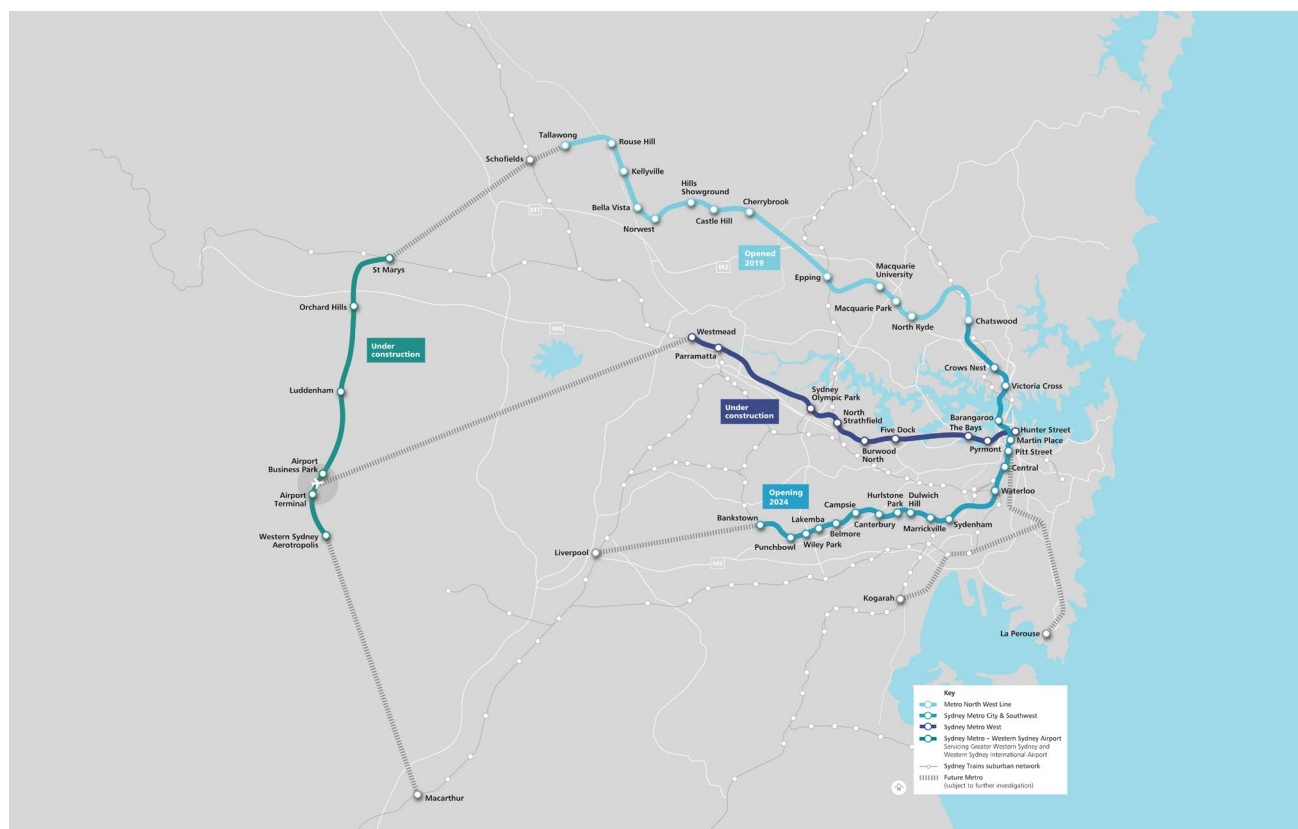 Tallawong
Rouse Hill
Schofields
Kellyville
Hills
Showground
Cherrybrook
Bella Vista
Castle Hill
Norwest
M7
Opened
2019
M2
St Marys
Epping
Macquarie
University
Macquarie Park
North Ryde
Orchard Hills
Chatswood
M4
Westmead
Parramatta
Under
construction
Crows Nest
Victoria Cross
Luddenham
Sydney
Olympic Park
Under
construction
North
Strathfield
Barangaroo
The Bays
Five Dock
Hunter Street
Martin Place
Burwood
North
Pyrmont
Pitt Street
Central
Airport
Business Park
Airport
Terminal
Opening
2024
Waterloo
Hurlstone
Park
Dulwich
Hill
Campsie
Lakemba
Bankstown
Canterbury
Marrickville
Sydenham
Belmore
Wiley Park
Punchbowl
Western Sydney
Aerotropolis
Liverpool
M5
Kogarah
La Perouse
Macarthur
Key
Metro North West Line
Sydney Metro City & Southwest
Sydney Metro West
Sydney Metro – Western Sydney Airport
Servicing Greater Western Sydney and
Western Sydney International Airport
Sydney Trains suburban network
Future Metro
(subject to further investigation)
N